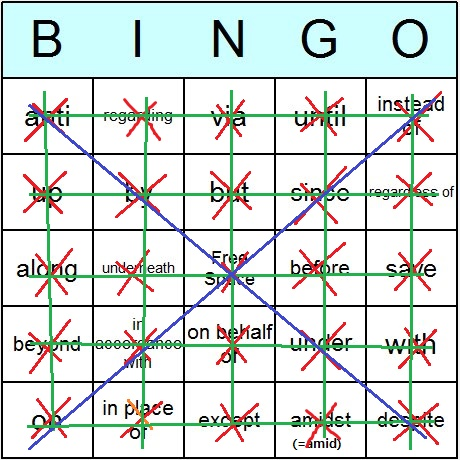 B I N G O
anti regarding via until instead of
up by but since regardless of
along underneath Free Space before save
beyond in accordance with on behalf of under with
on in place of except amidst (=amid) despite